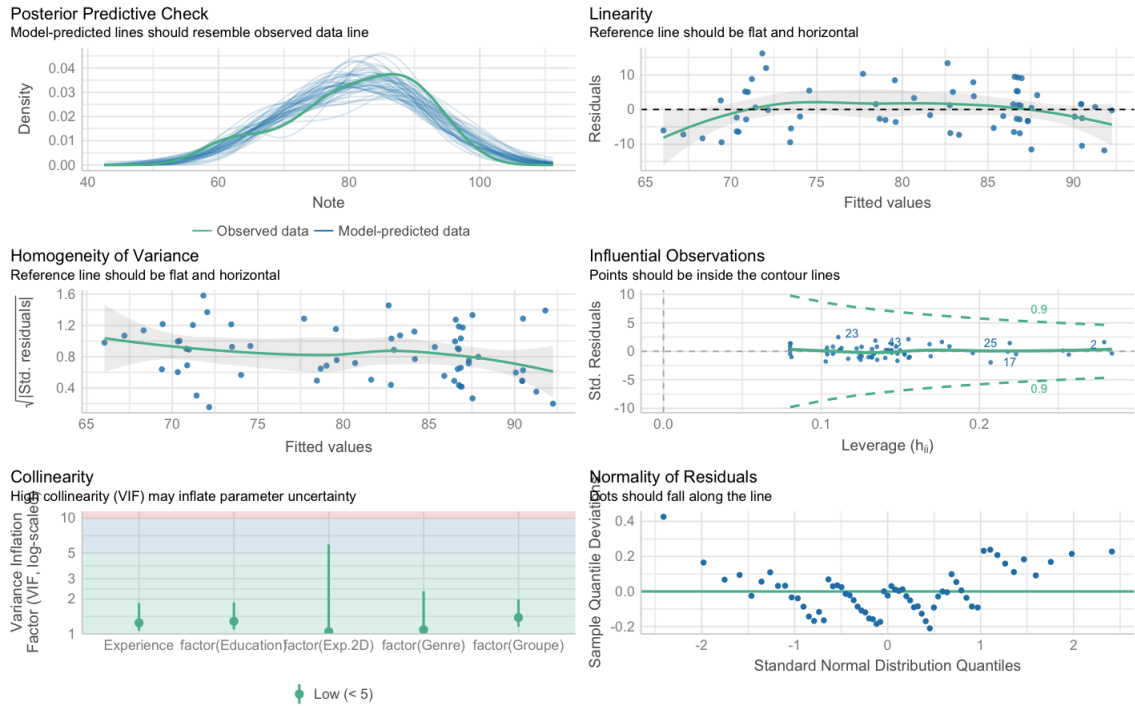 Posterior Predictive Check
Model-predicted lines should resemble observed data line
Density
0.04
0.03
0.02
0.01
0.00
40 60 80 100
Note
Observed data Model-predicted data
Linearity
Reference line should be flat and horizontal
Residuals
10
0
-10
65 70 75 80 85 90
Fitted values
Homogeneity of Variance
Reference line should be flat and horizontal
√|Std. residuals|
1.6
1.2
0.8
0.4
65 70 75 80 85 90
Fitted values
Influential Observations
Points should be inside the contour lines
Std. Residuals
10
5
0
-5
-10
0.9
23
43
25
2
17
0.9
0.0 0.1 0.2
Leverage (hii)
Collinearity
High collinearity (VIF) may inflate parameter uncertainty
Variance Inflation
Factor (VIF, log-scaled)
10
5
3
2
1
Experience factor(Education) factor(Exp.2D) factor(Genre) factor(Groupe)
Low (< 5)
Normality of Residuals
Dots should fall along the line
Sample Quantile Deviations
0.4
0.2
0.0
-0.2
-2 -1 0 1 2
Standard Normal Distribution Quantiles